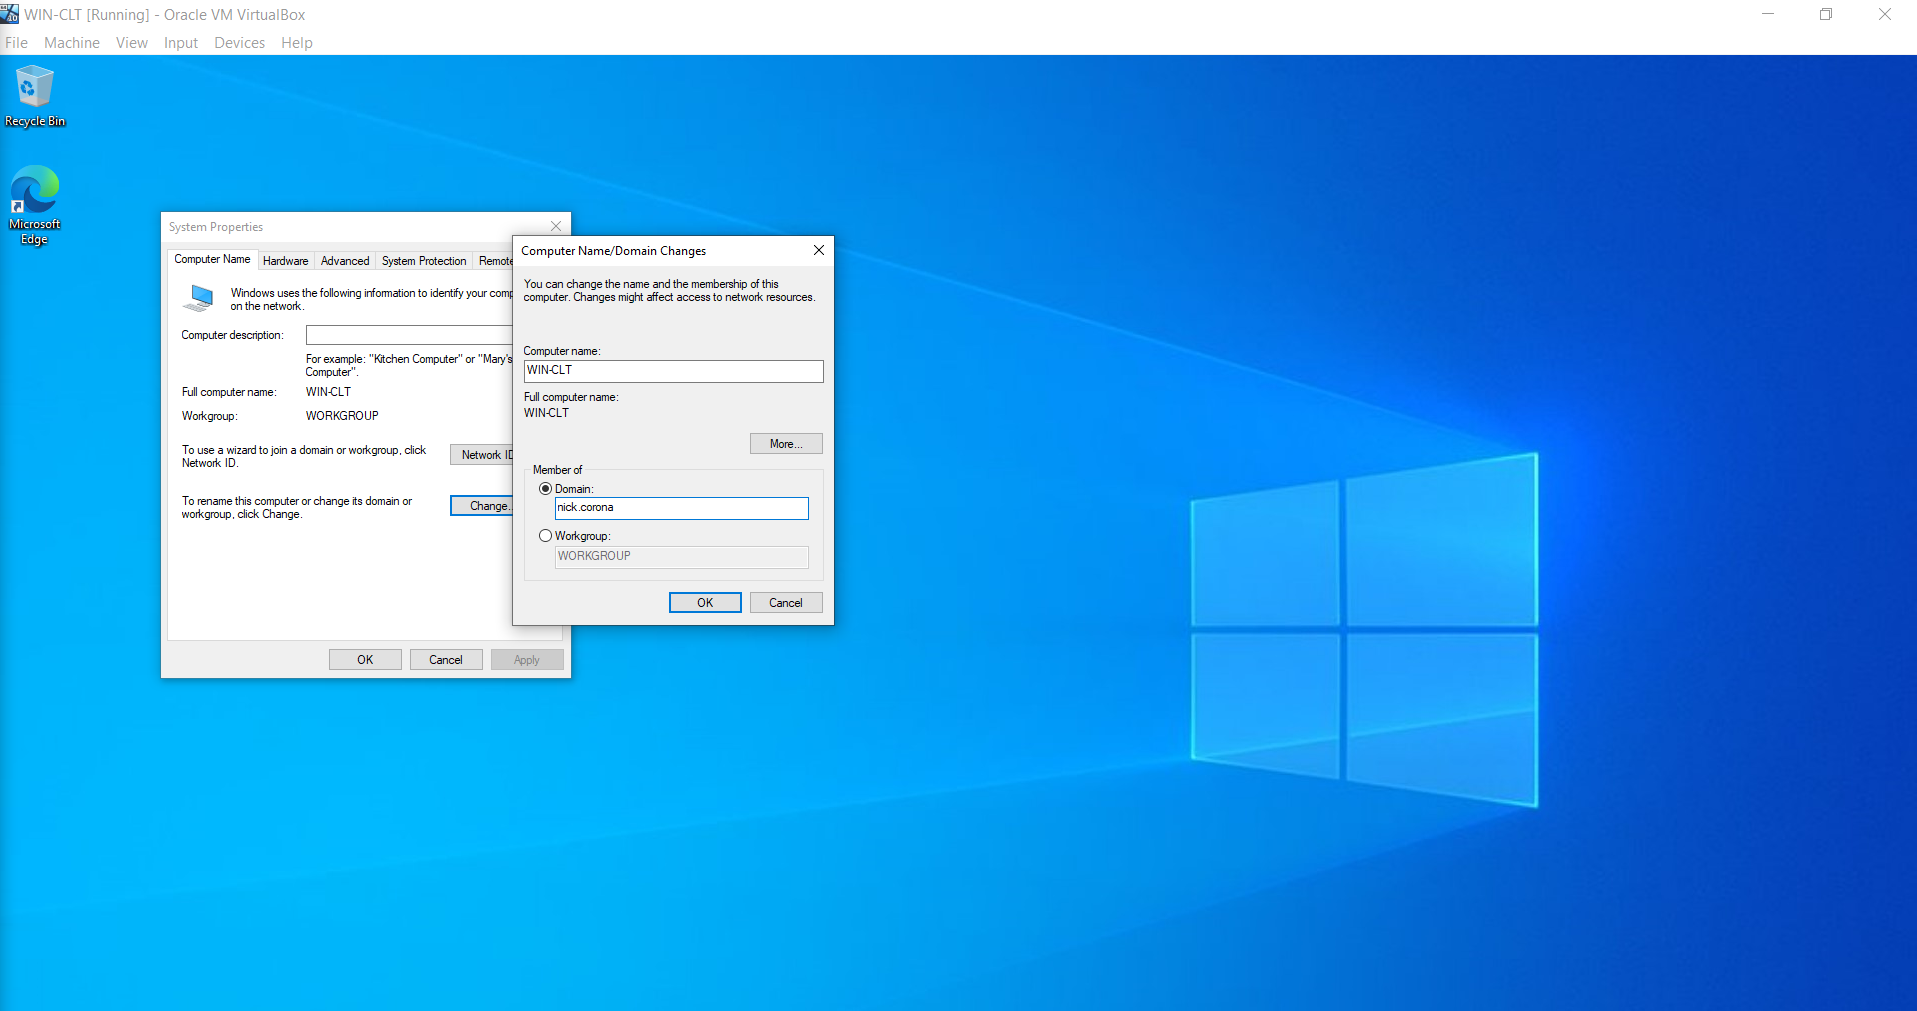 WIN-CLT [Running] - Oracle VM VirtualBox
File Machine View Input Devices Help
Recycle Bin
Microsoft
Edge
System Properties
Computer Name Hardware Advanced System Protection Remote
Windows uses the following information to identify your comp
on the network.
Computer description:
For example: "Kitchen Computer" or "Mary's
Computer".
Full computer name: WIN-CLT
Workgroup: WORKGROUP
To use a wizard to join a domain or workgroup, click
Network ID.
Network ID
To rename this computer or change its domain or
workgroup, click Change.
Change.
OK Cancel Apply
Computer Name/Domain Changes
You can change the name and the membership of this
computer. Changes might affect access to network resources.
Computer name:
WIN-CLT
Full computer name:
WIN-CLT
More...
Member of
Domain:
nick.corona
Workgroup:
WORKGROUP
OK Cancel